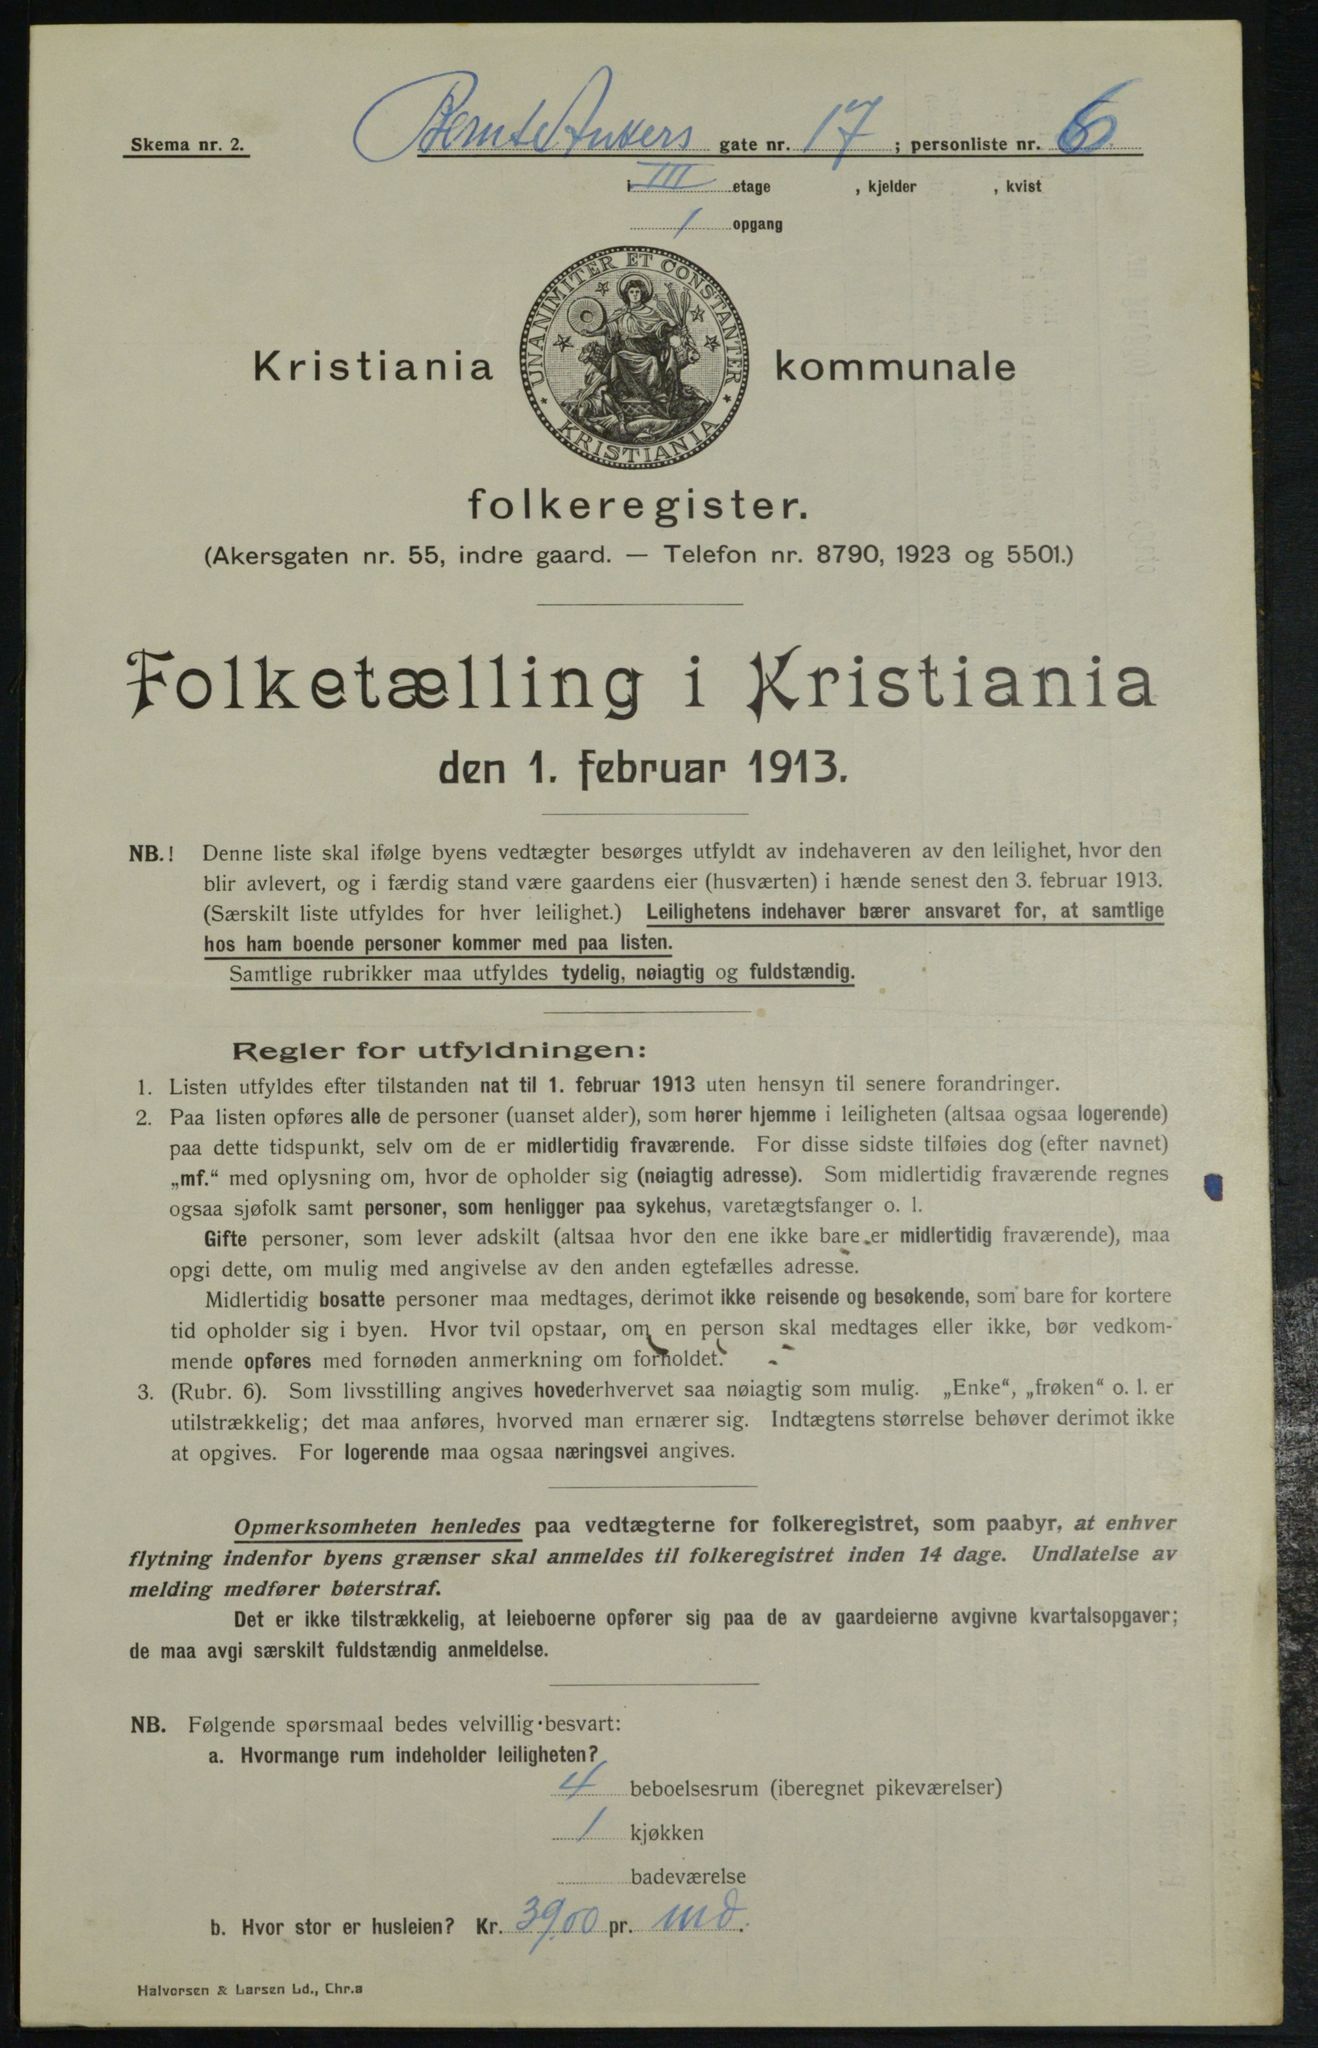 Skema nr. 2.
Bernt Ankers gate nr. 17 ; personliste nr. 6
i III etage , kjelder , kvist
1 opgang
UNANIMITER ET CONSTANTER
KRISTIANIA
Kristiania kommunale
folkeregister.
(Akersgaten nr. 55, indre gaard. — Telefon nr. 8790, 1923 og 5501.)
Folketælling i Kristiania
den 1. februar 1913.
NB.! Denne liste skal ifølge byens vedtægter besørges utfyldt av indehaveren av den leilighet, hvor den
blir avlevert, og i færdig stand være gaardens eier (husværten) i hænde senest den 3. februar 1913.
(Særskilt liste utfyldes for hver leilighet.) Leilighetens indehaver bærer ansvaret for, at samtlige
hos ham boende personer kommer med paa listen.
Samtlige rubrikker maa utfyldes tydelig, nøiagtig og fuldstændig.
Regler for utfyldningen:
1. Listen utfyldes efter tilstanden nat til 1. februar 1913 uten hensyn til senere forandringer.
2. Paa listen opføres alle de personer (uanset alder), som hører hjemme i leiligheten (altsaa ogsaa logerende)
paa dette tidspunkt, selv om de er midlertidig fraværende. For disse sidste tilføies dog (efter navnet)
„mf.“ med oplysning om, hvor de opholder sig (nøiagtig adresse). Som midlertidig fraværende regnes
ogsaa sjøfolk samt personer, som henligger paa sykehus, varetægtsfanger o. l.
Gifte personer, som lever adskilt (altsaa hvor den ene ikke bare er midlertidig fraværende), maa
opgi dette, om mulig med angivelse av den anden egtefælles adresse.
Midlertidig bosatte personer maa medtages, derimot ikke reisende og besøkende, som bare for kortere
tid opholder sig i byen. Hvor tvil opstaar, om en person skal medtages eller ikke, bør vedkom-
mende opføres med fornøden anmerkning om forholdet.
3. (Rubr. 6). Som livsstilling angives hovederhvervet saa nøiagtig som mulig. „Enke“, „frøken“ o. l. er
utilstrækkelig; det maa anføres, hvorved man ernærer sig. Indtægtens størrelse behøver derimot ikke
at opgives. For logerende maa ogsaa næringsvei angives.
Opmerksomheten henledes paa vedtægterne for folkeregistret, som paabyr, at enhver
flytning indenfor byens grænser skal anmeldes til folkeregistret inden 14 dage. Undlatelse av
melding medfører bøterstraf.
Det er ikke tilstrækkelig, at leieboerne opfører sig paa de av gaardeierne avgivne kvartalsopgaver;
de maa avgi særskilt fuldstændig anmeldelse.
NB. Følgende spørsmaal bedes velvillig besvart:
a. Hvormange rum indeholder leiligheten?
4 beboelsesrum (iberegnet pikeværelser)
1 kjøkken
badeværelse
b. Hvor stor er husleien? Kr. 39,00 pr. md.
Halvorsen & Larsen Ld., Chr.a